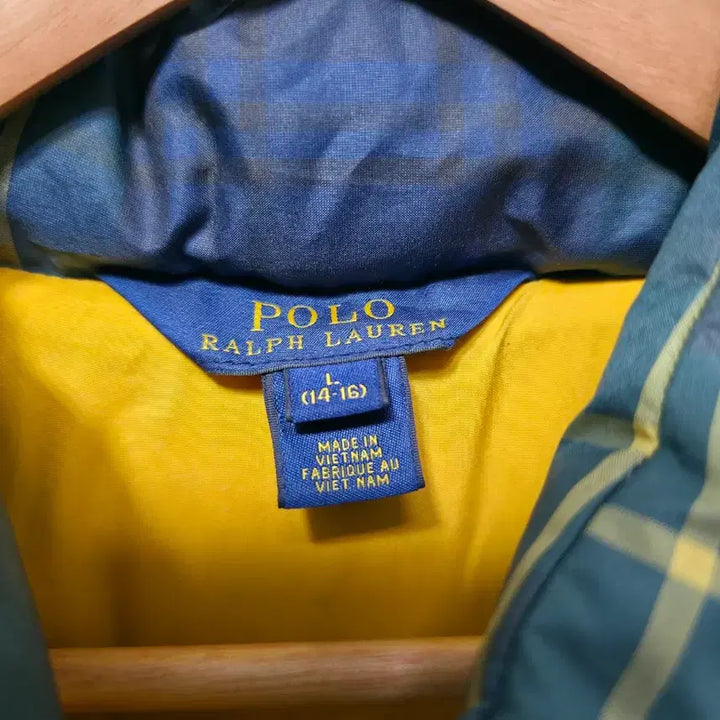 POLO
RALPH LAUREN
L
(14-16)
MADE IN
VIETNAM
FABRIQUE AU
VIET NAM